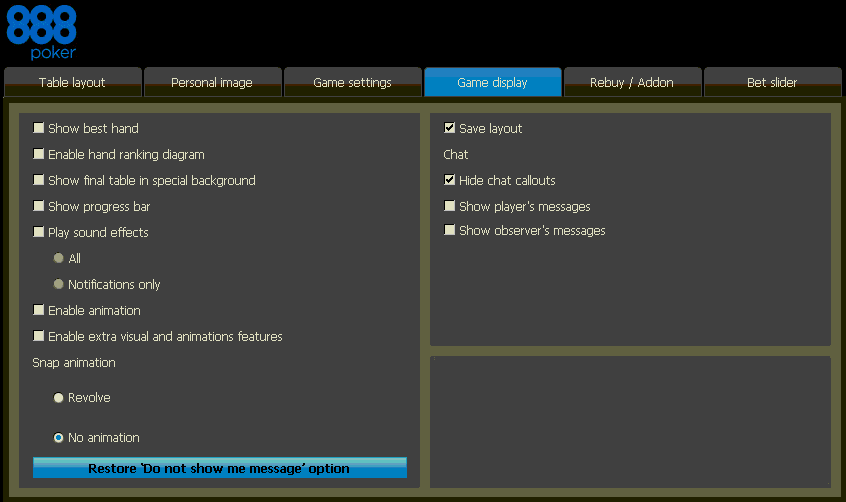 888
poker
Table layout
Personal image
Game settings
Game display
Rebuy / Addon
Bet slider
Show best hand
Enable hand ranking diagram
Show final table in special background
Show progress bar
Play sound effects
All
Notifications only
Enable animation
Enable extra visual and animations features
Snap animation
Revolve
No animation
Restore 'Do not show me message' option
Save layout
Chat
Hide chat callouts
Show player's messages
Show observer's messages